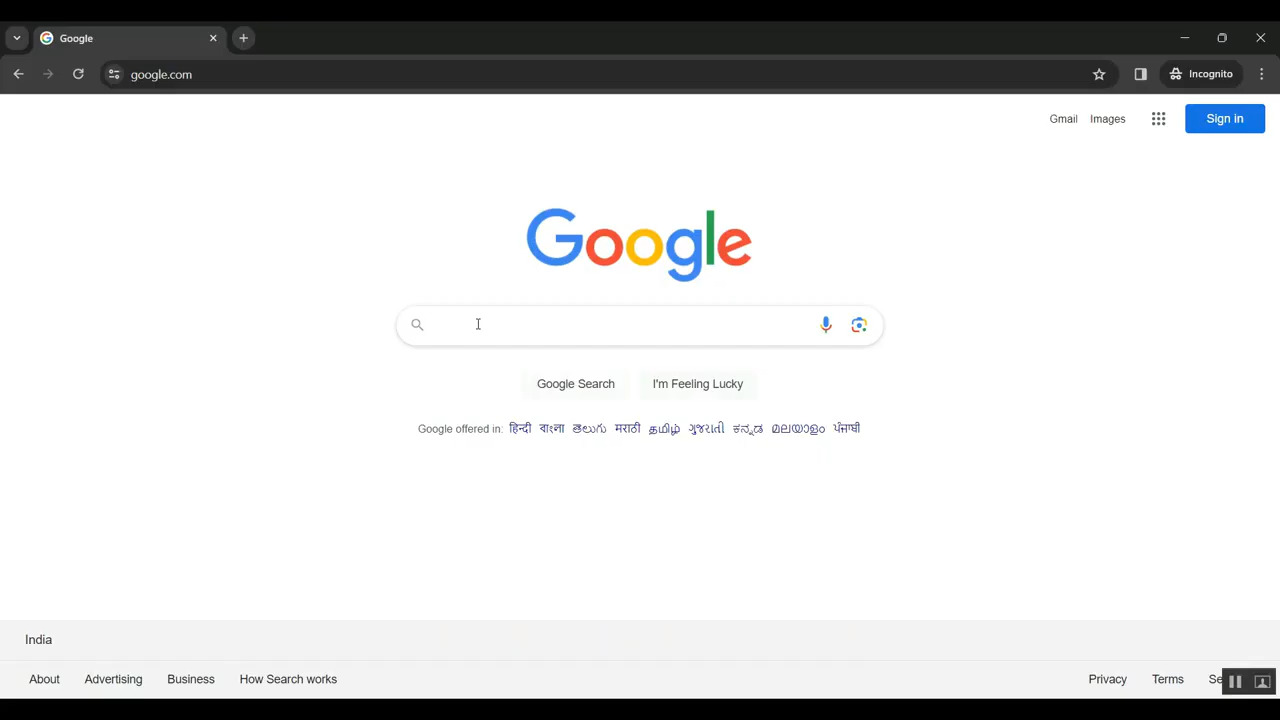 Google
google.com
Incognito
Gmail Images Sign in
Google
Google Search I'm Feeling Lucky
Google offered in: हिन्दी বাংলা తెలుగు मराठी தமிழ் ગુજરાતી ಕನ್ನಡ മലയാളം ਪੰਜਾਬੀ
India
About Advertising Business How Search works Privacy Terms Se